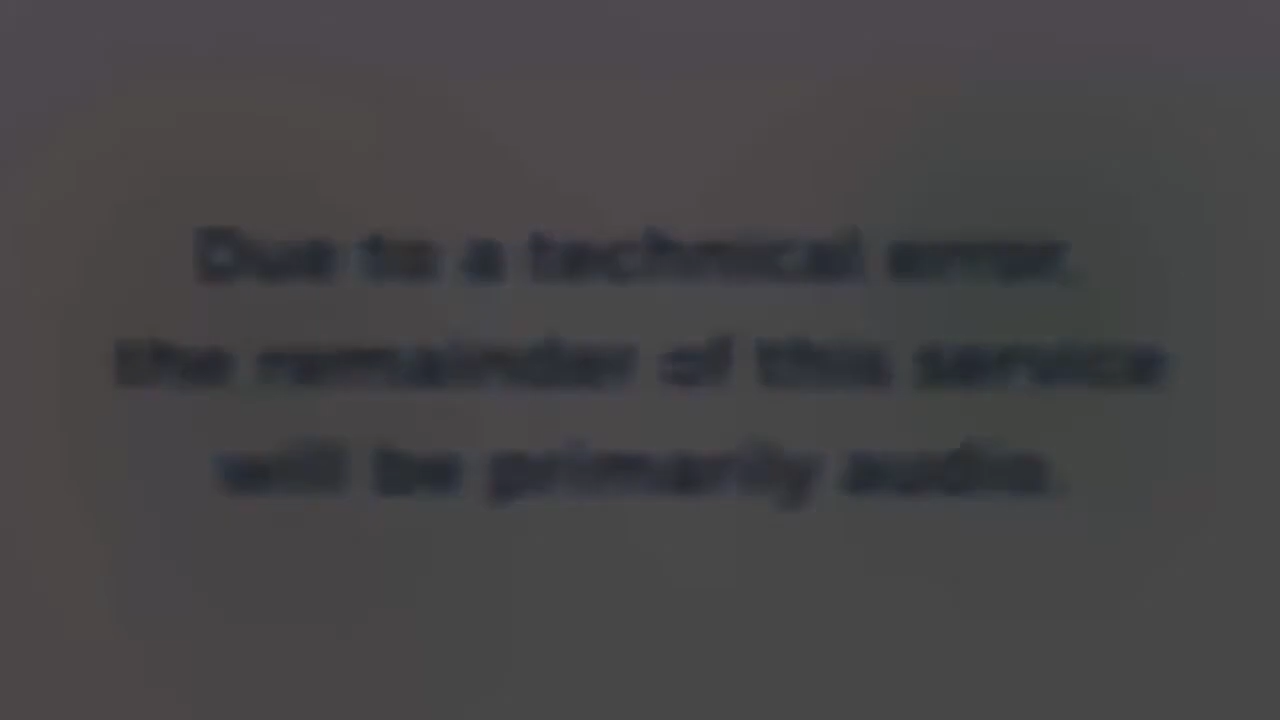 Due to a technical error,
the remainder of this service
will be primarily audio.